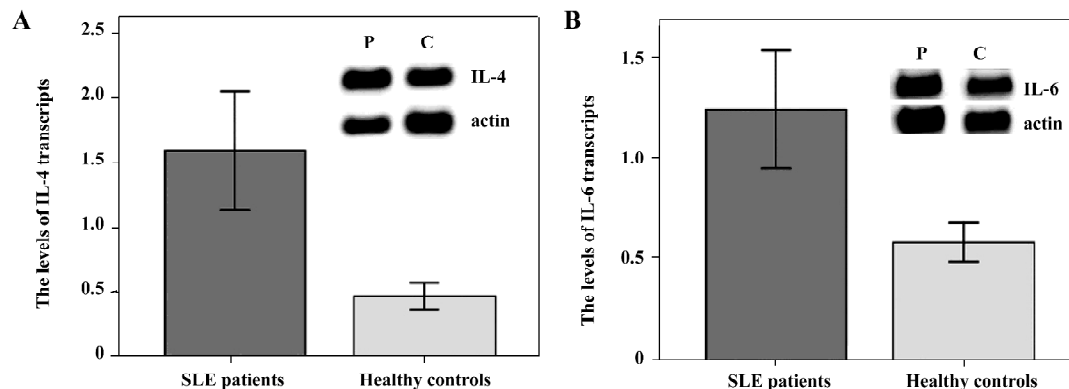 A
The levels of IL-4 transcripts
2.5
2.0
1.5
1.0
0.5
0
P C
IL-4
actin
SLE patients Healthy controls
B
The levels of IL-6 transcripts
1.5
1.0
0.5
0
P C
IL-6
actin
SLE patients Healthy controls